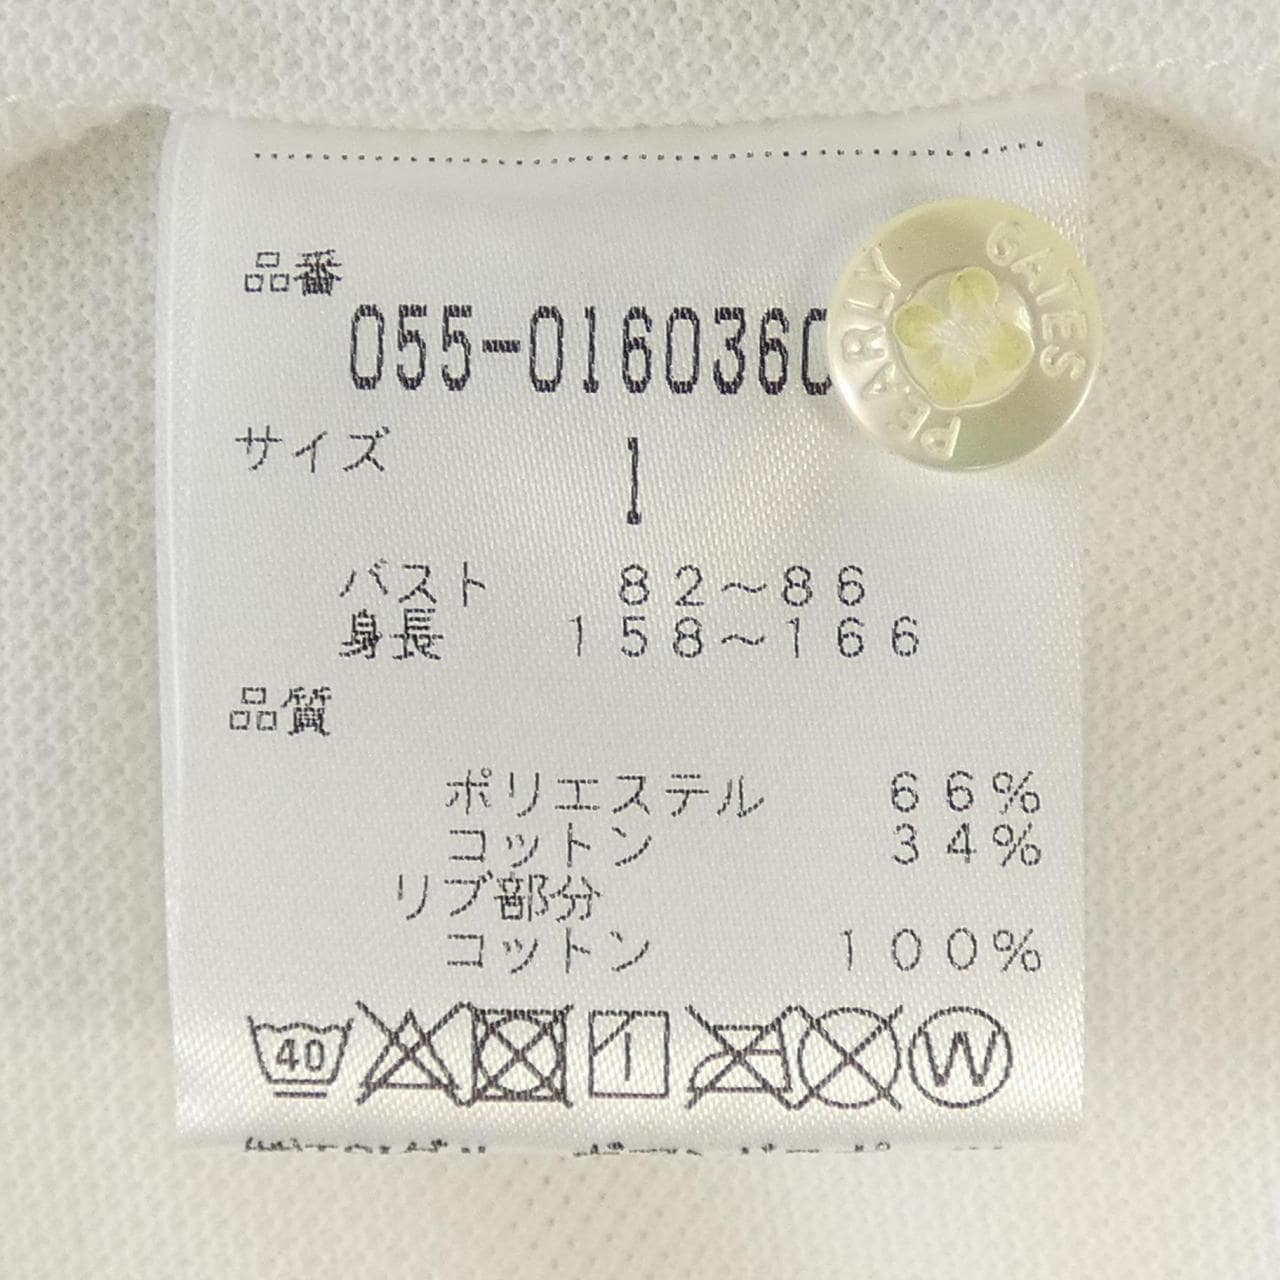 品番
055-0160360
PEARLY GATES
サイズ
1
バスト 82〜86
身長 158〜166
品質
ポリエステル 66%
コットン 34%
リブ部分
コットン 100%
40
W